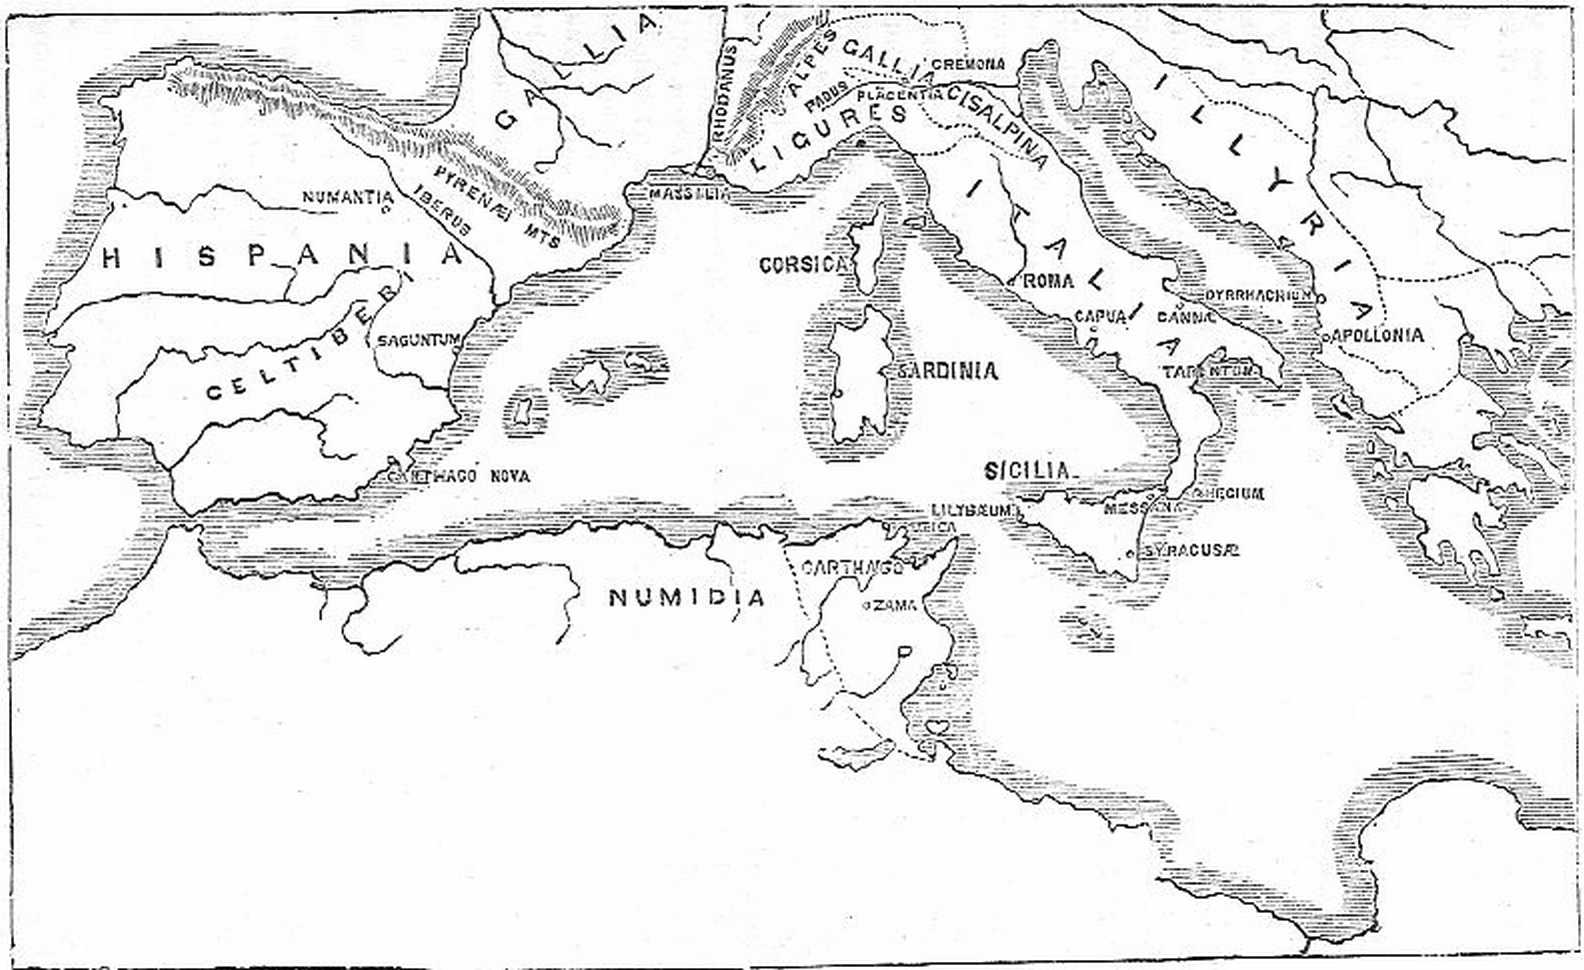 GALLIA
RHODANUS
ALPES
GALLIA CISALPINA
CREMONA
PADUS
PLACENTIA
LIGURES
ILLYRIA
NUMANTIA
PYRENÆI MTS
IBERUS
MASSILIA
HISPANIA
ITALIA
CORSICA
ROMA
DYRRHACHIUM
CAPUA
CANNÆ
APOLLONIA
SAGUNTUM
CELTIBERI
SARDINIA
TARENTUM
CARTHAGO NOVA
SICILIA
LILYBÆUM
MESSANA
RHEGIUM
UTICA
SYRACUSÆ
CARTHAGO
NUMIDIA
ZAMA